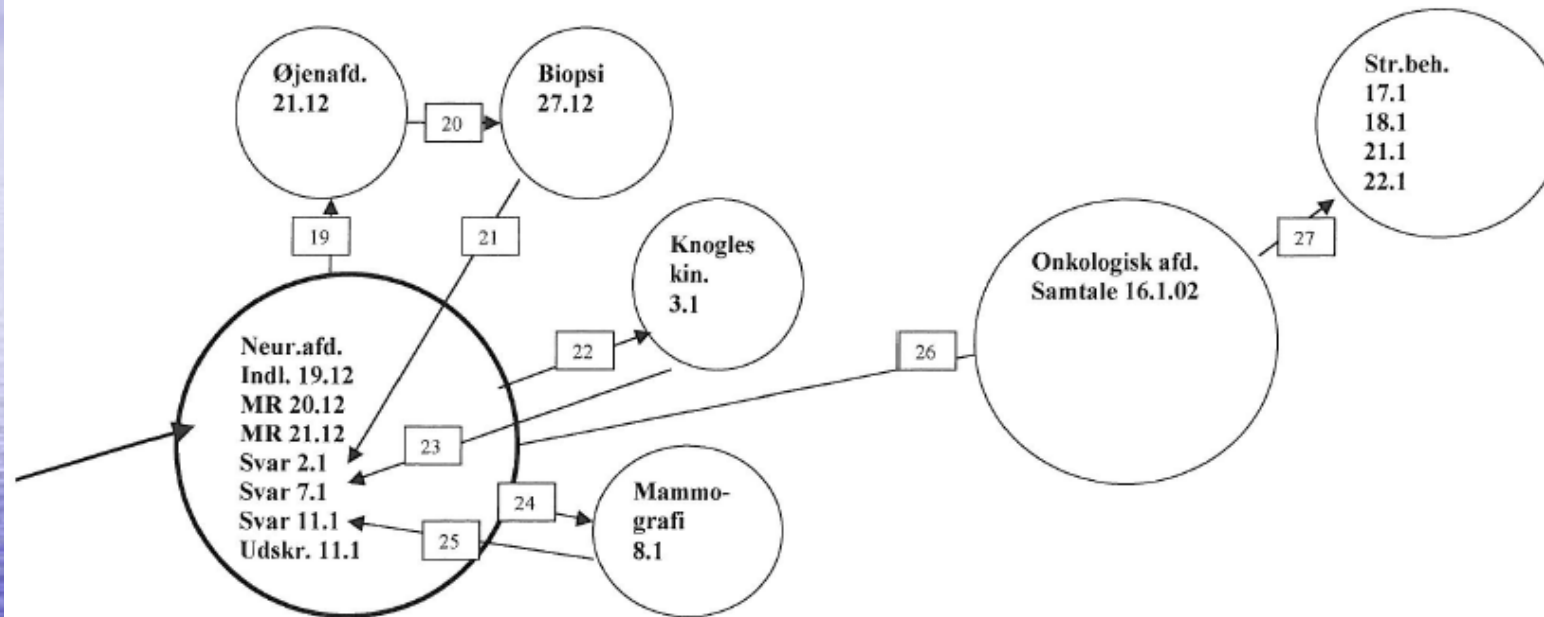 Øjenafd.
21.12
20
Biopsi
27.12
Str.beh.
17.1
18.1
21.1
22.1
19
21
27
Knogles
kin.
3.1
Onkologisk afd.
Samtale 16.1.02
22
26
Neur.afd.
Indl. 19.12
MR 20.12
MR 21.12
Svar 2.1
Svar 7.1
Svar 11.1
Udskr. 11.1
23
24
25
Mammo-
grafi
8.1